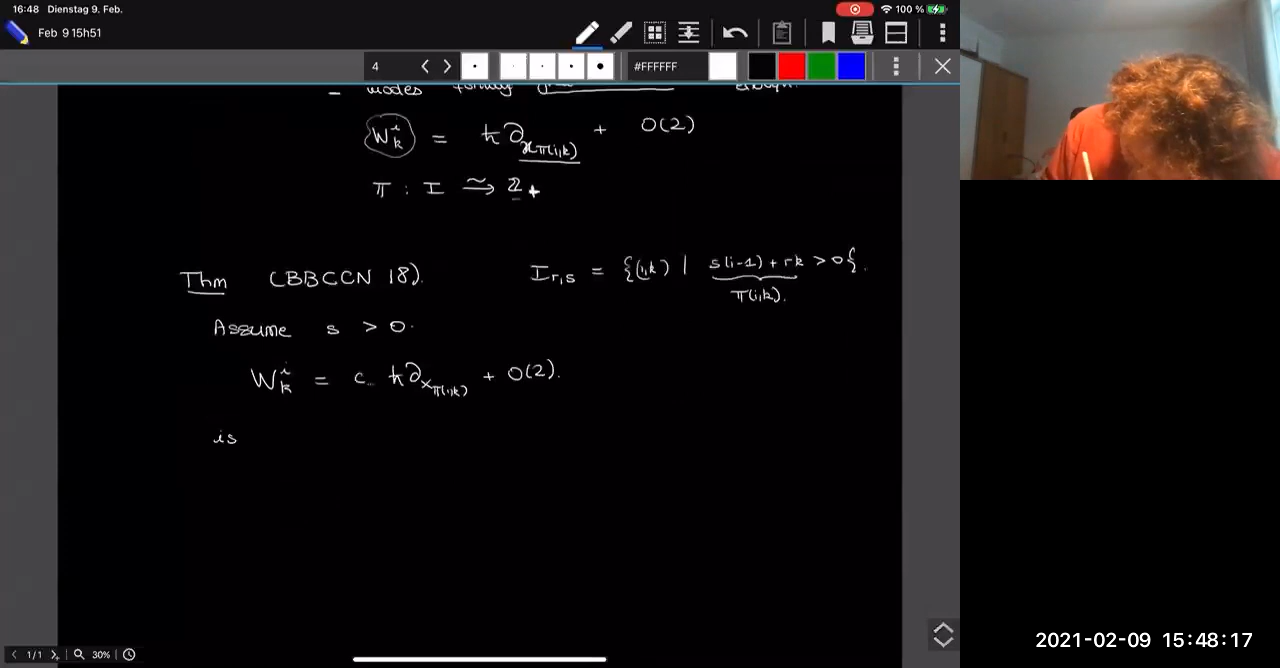 16:48 Dienstag 9. Feb. 100 %
Feb 9 15h51
4 #FFFFFF
- modes
W^i_k = ℏ∂_{x_{π(i,k)}} + O(2)
π : I ≃→ Z+
Thm (BBCCN 18). I_{r,s} = {(i,k) | s(i-1) + rk > 0}.
π(i,k).
Assume s > 0.
W^i_k = c ℏ∂_{x_{π(i,k)}} + O(2).
is
1/1 30%
2021-02-09 15:48:17